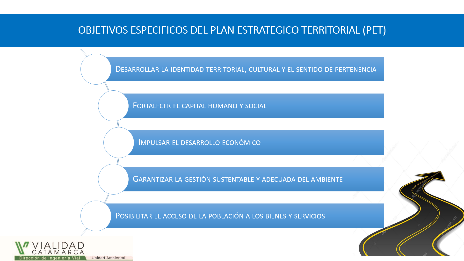 OBJETIVOS ESPECIFICOS DEL PLAN ESTRATEGICO TERRITORIAL (PET)
DESARROLLAR LA IDENTIDAD TERRITORIAL, CULTURAL Y EL SENTIDO DE PERTENENCIA
FORTALECER EL CAPITAL HUMANO Y SOCIAL
IMPULSAR EL DESARROLLO ECONÓMICO
GARANTIZAR LA GESTIÓN SUSTENTABLE Y ADECUADA DEL AMBIENTE
POSIBILITAR EL ACCESO DE LA POBLACIÓN A LOS BIENES Y SERVICIOS
VIALIDAD
CATAMARCA